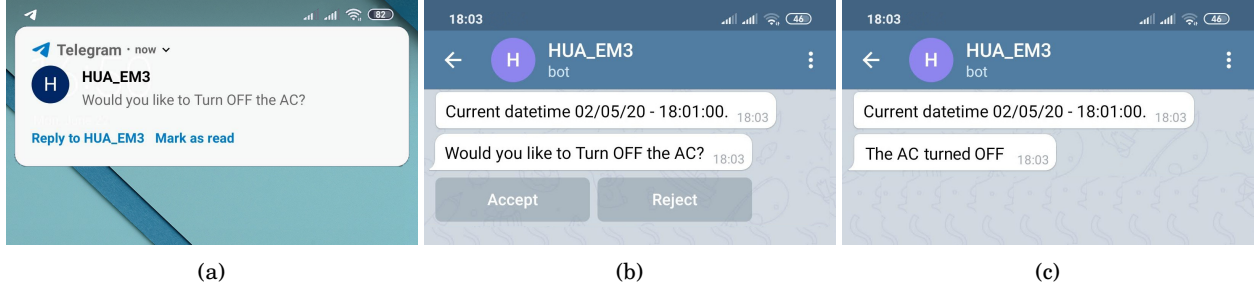 82
Telegram · now
HUA_EM3
H
Would you like to Turn OFF the AC?
Reply to HUA_EM3 Mark as read
(a)
18:03
46
H
HUA_EM3
bot
Current datetime 02/05/20 - 18:01:00. 18:03
Would you like to Turn OFF the AC? 18:03
Accept Reject
(b)
18:03
46
H
HUA_EM3
bot
Current datetime 02/05/20 - 18:01:00. 18:03
The AC turned OFF 18:03
(c)